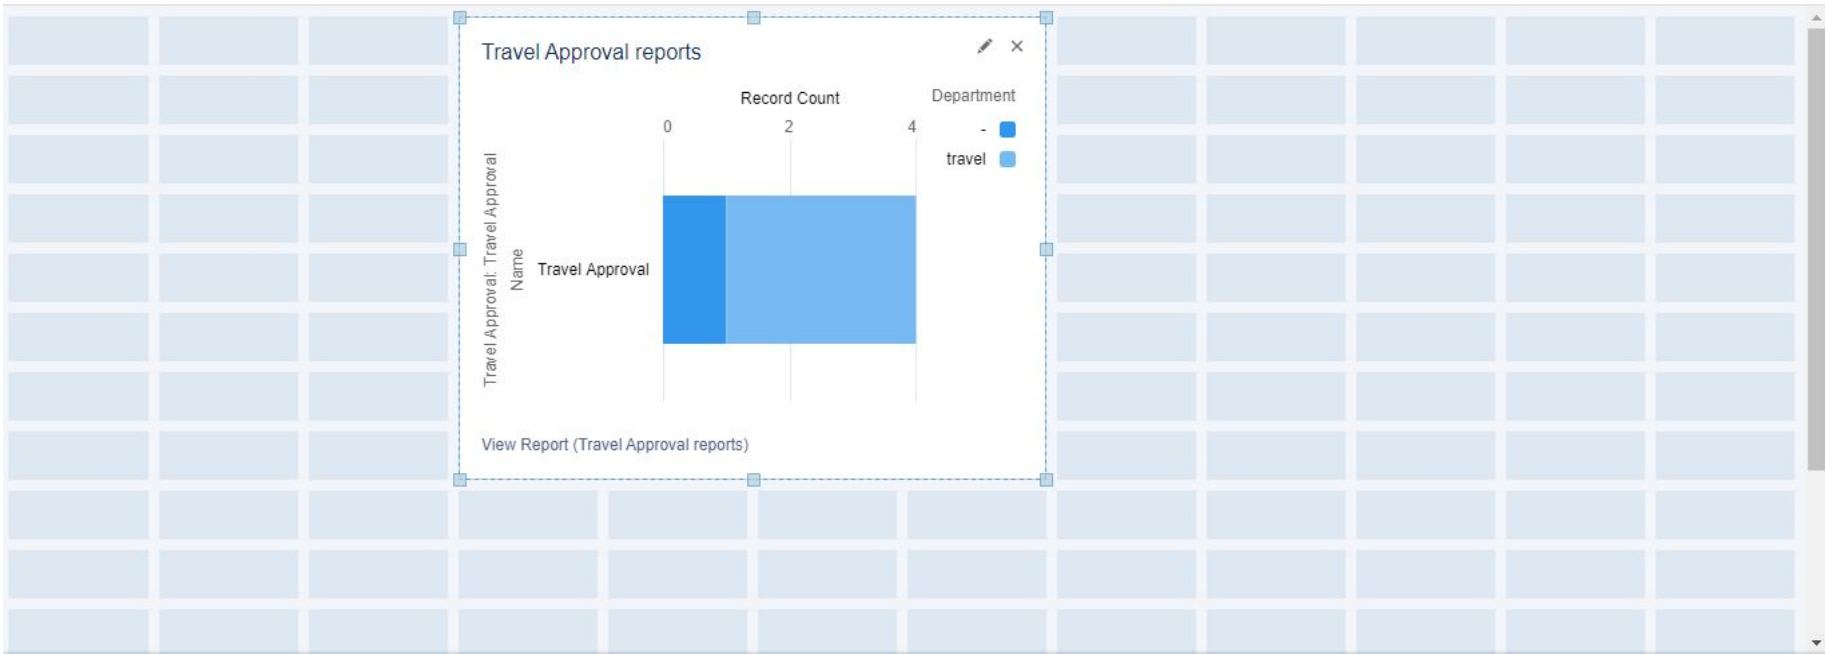 Travel Approval reports
Record Count
Department
0 2 4
-
travel
Travel Approval: Travel Approval
Name
Travel Approval
View Report (Travel Approval reports)